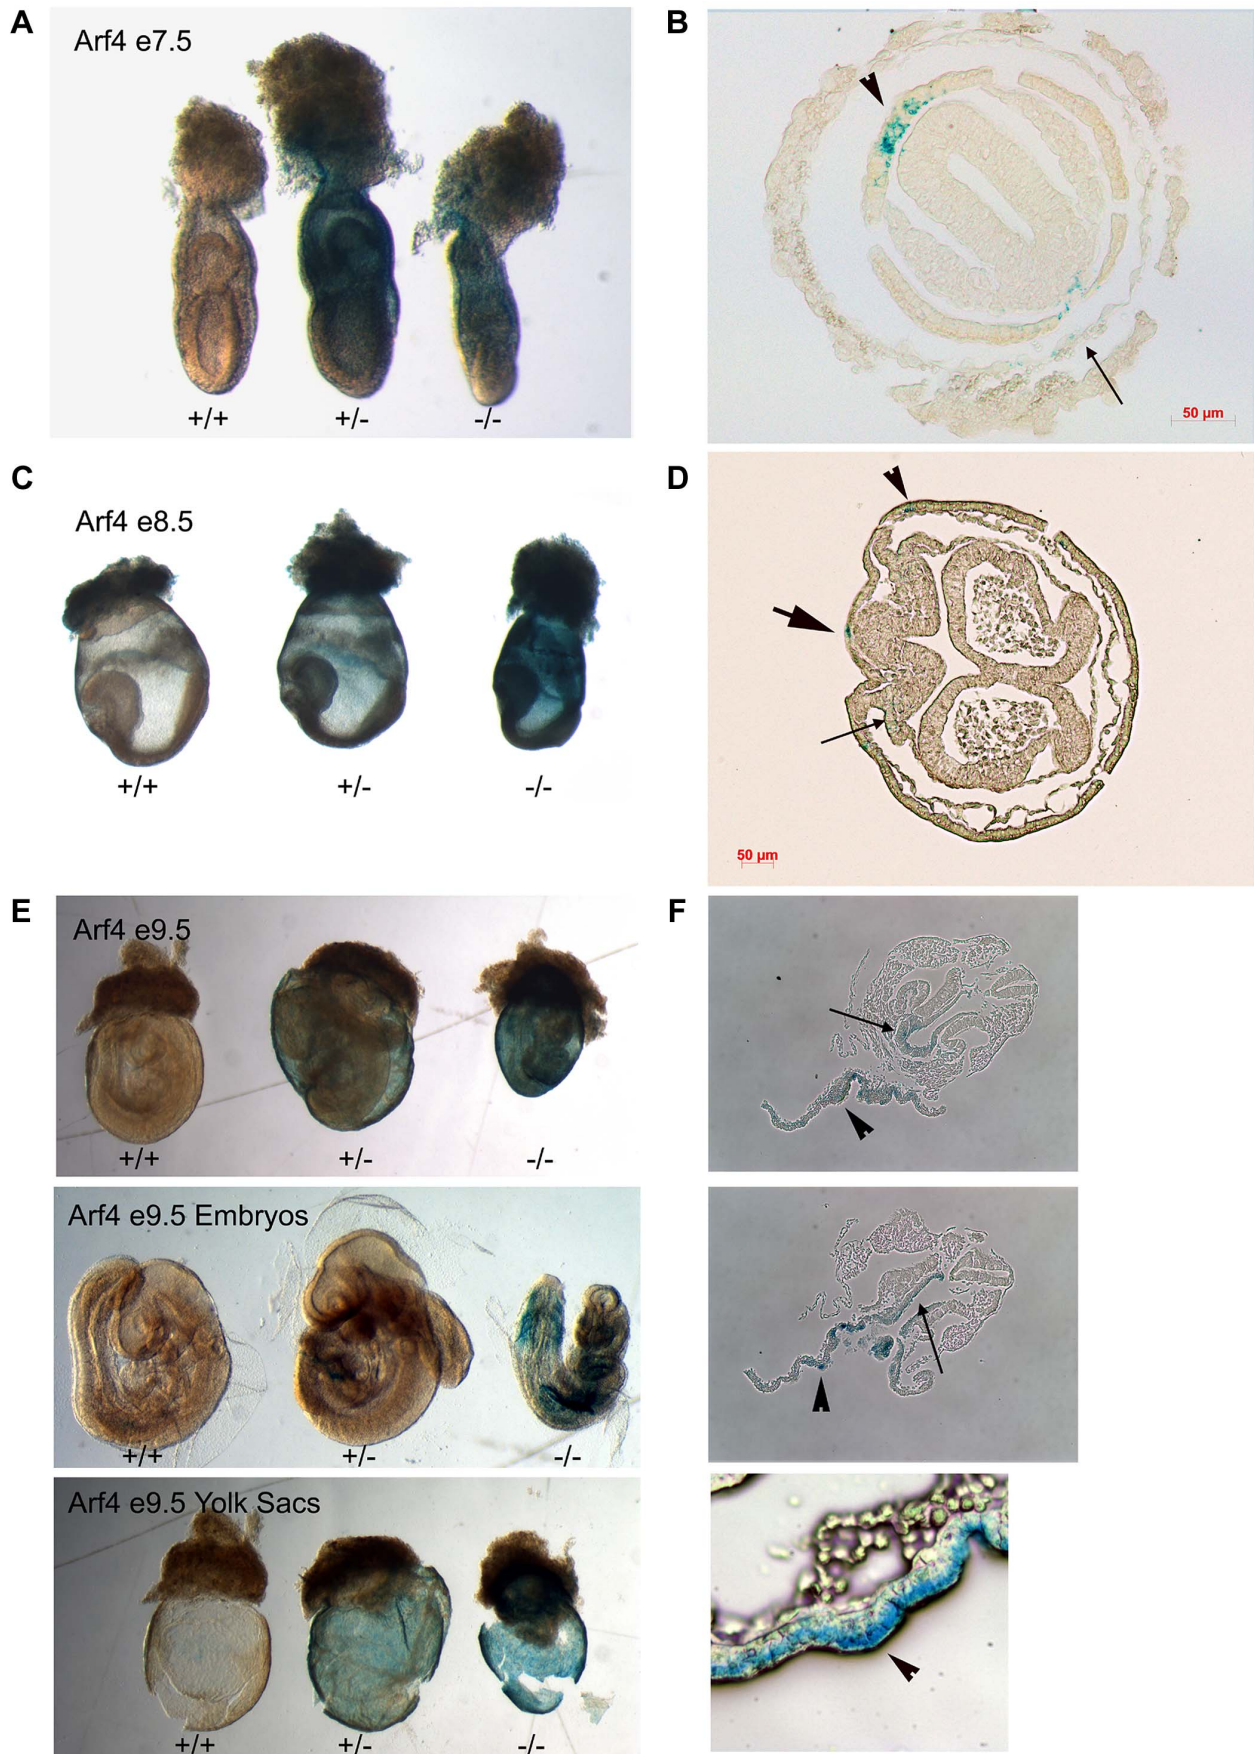 A
Arf4 e7.5
+/+
+/-
-/-
B
50 µm
C
Arf4 e8.5
+/+
+/-
-/-
D
50 µm
E
Arf4 e9.5
+/+
+/-
-/-
Arf4 e9.5 Embryos
+/+
+/-
-/-
Arf4 e9.5 Yolk Sacs
+/+
+/-
-/-
F